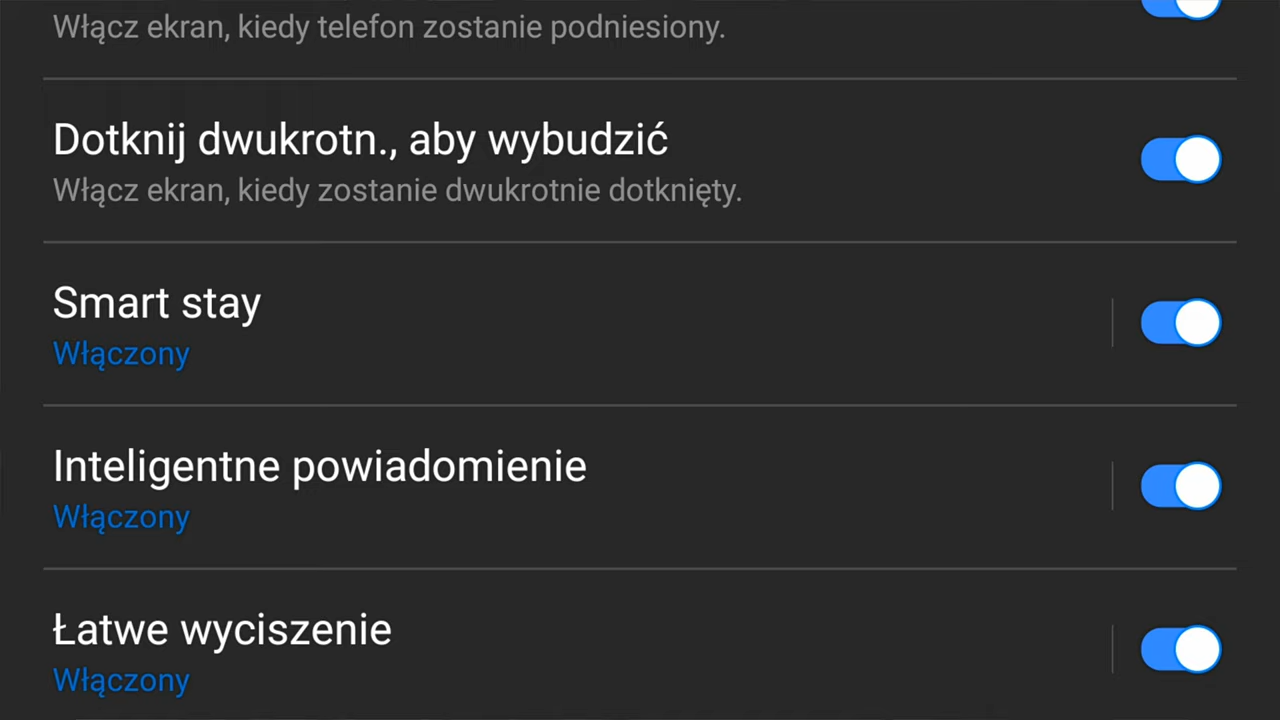 Włącz ekran, kiedy telefon zostanie podniesiony.
Dotknij dwukrotn., aby wybudzić
Włącz ekran, kiedy zostanie dwukrotnie dotknięty.
Smart stay
Włączony
Inteligentne powiadomienie
Włączony
Łatwe wyciszenie
Włączony